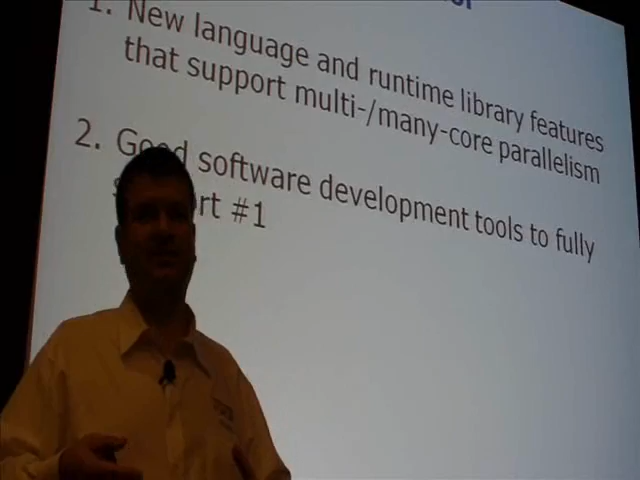 1. New language and runtime library features
that support multi-/many-core parallelism
2. Good software development tools to fully
rt #1